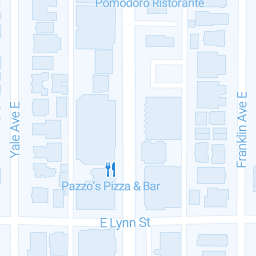 Pomodoro Ristorante
Yale Ave E
Franklin Ave E
Pazzo's Pizza & Bar
E Lynn St